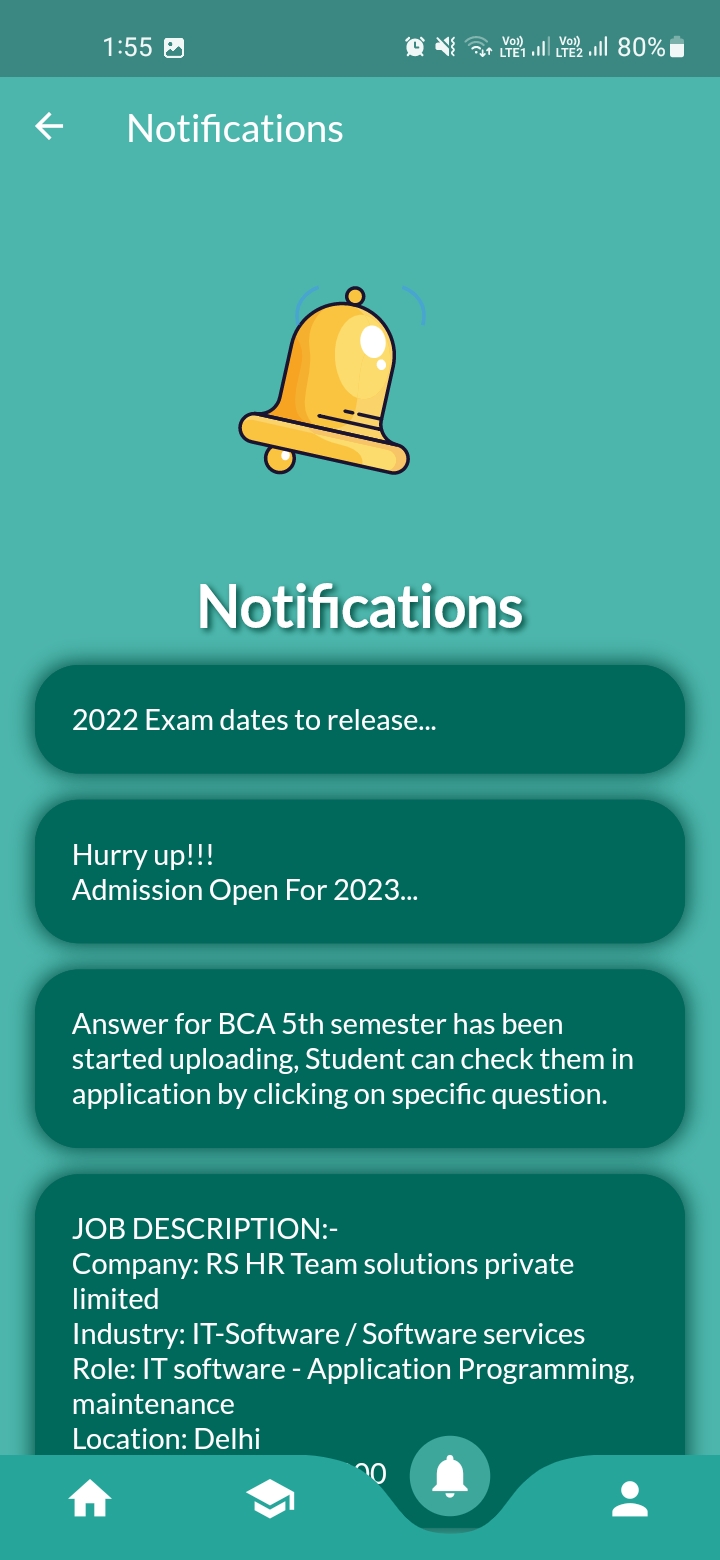 1:55
Vo)) LTE1 Vo)) LTE2 80%
Notifications
Notifications
2022 Exam dates to release...
Hurry up!!!
Admission Open For 2023...
Answer for BCA 5th semester has been
started uploading, Student can check them in
application by clicking on specific question.
JOB DESCRIPTION:-
Company: RS HR Team solutions private
limited
Industry: IT-Software / Software services
Role: IT software - Application Programming,
maintenance
Location: Delhi